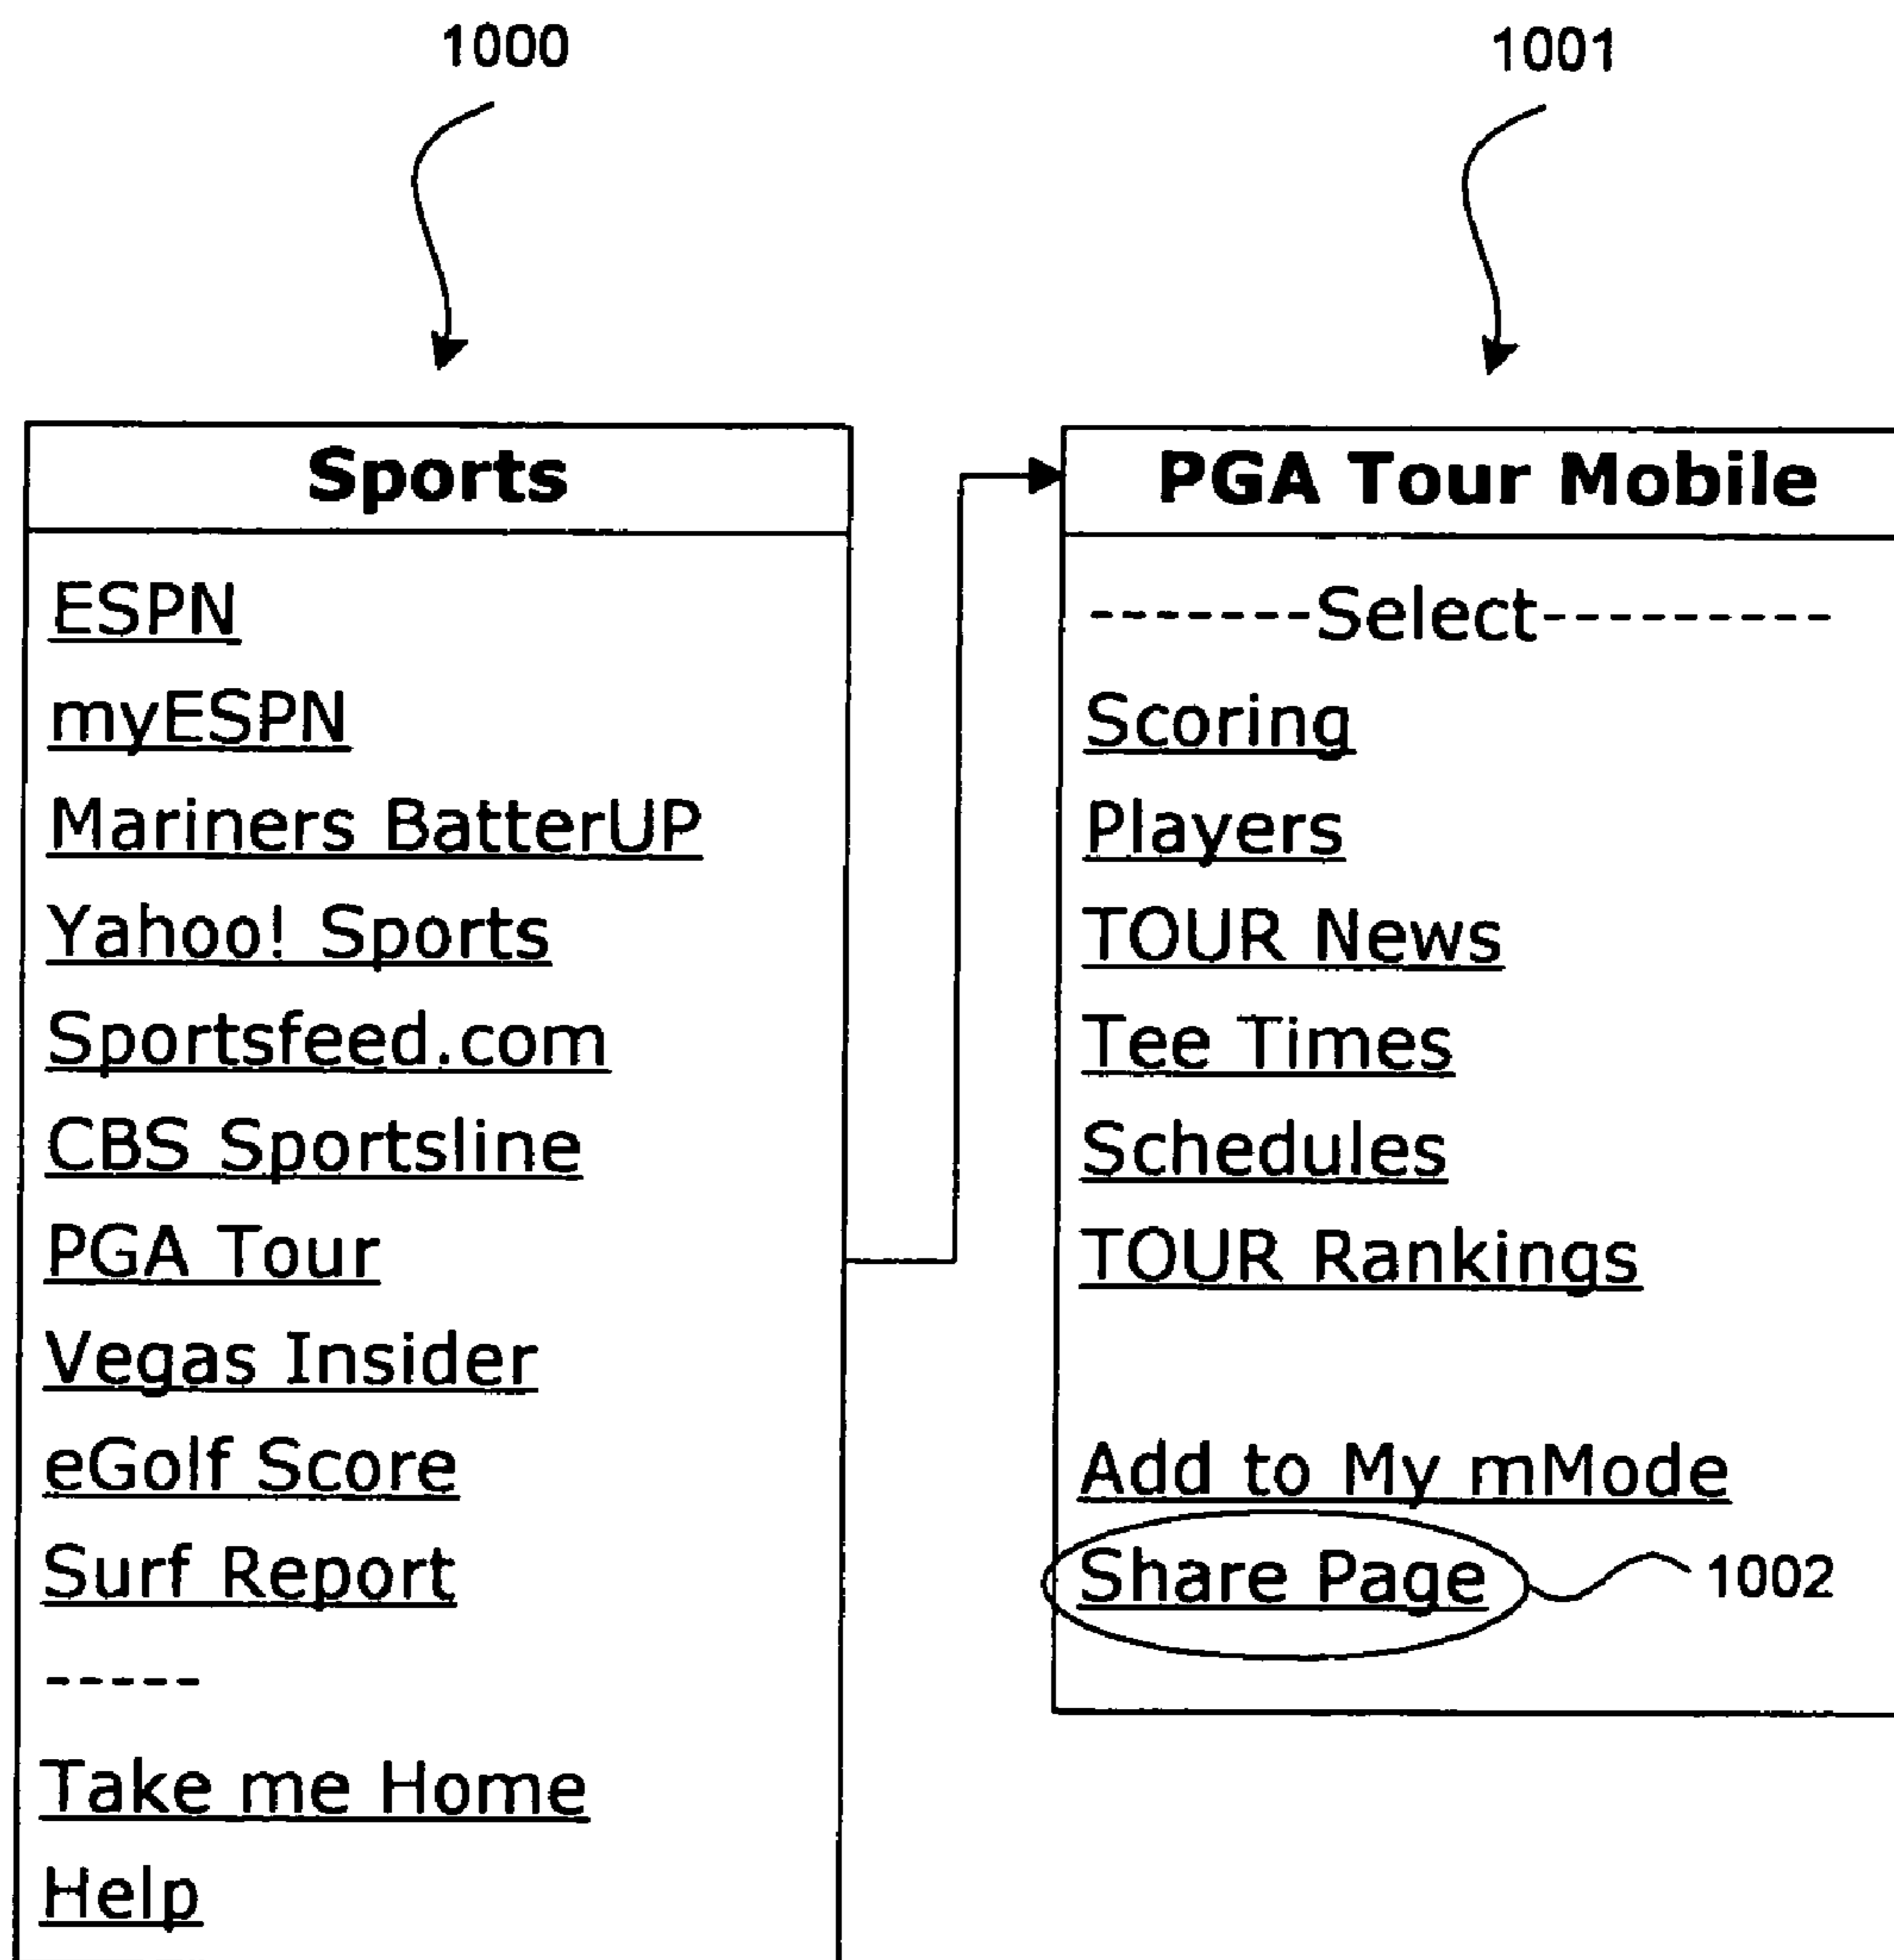 1000
1001
Sports
ESPN
myESPN
Mariners BatterUP
Yahoo! Sports
Sportsfeed.com
CBS Sportsline
PGA Tour
Vegas Insider
eGolf Score
Surf Report
-----
Take me Home
Help
PGA Tour Mobile
-------Select---------
Scoring
Players
TOUR News
Tee Times
Schedules
TOUR Rankings
Add to My mMode
Share Page
1002